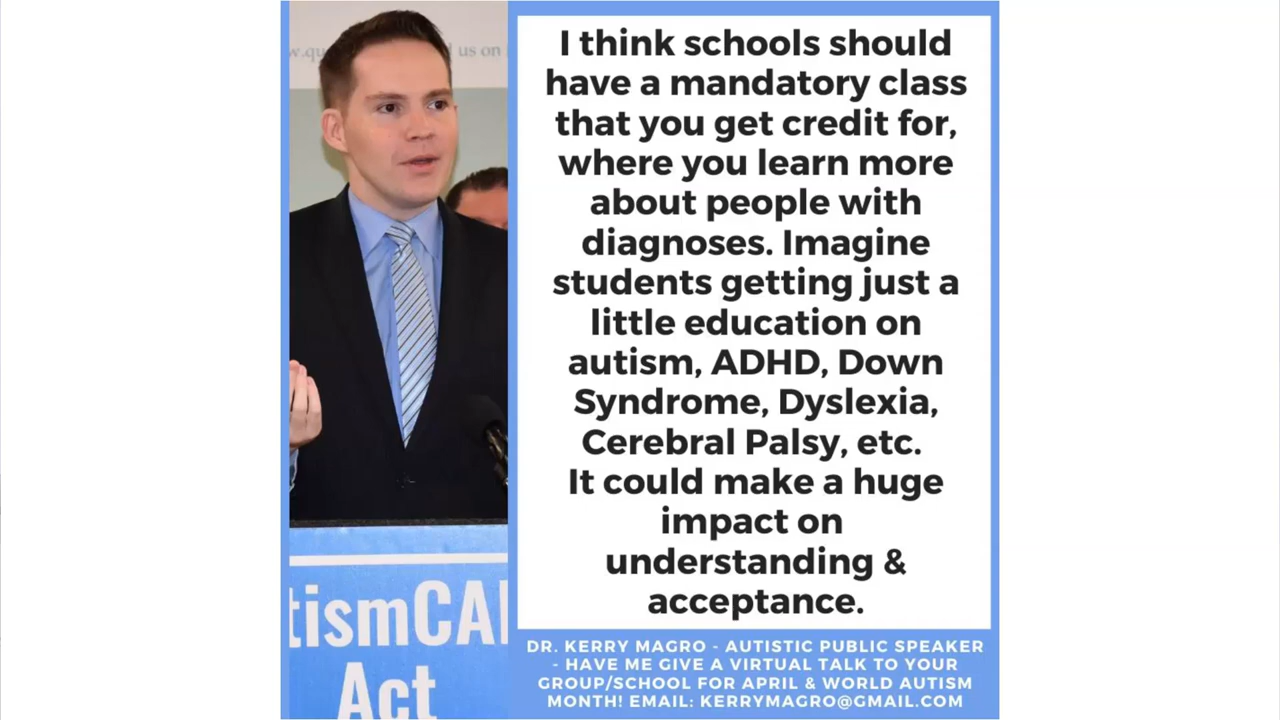 us on
I think schools should
have a mandatory class
that you get credit for,
where you learn more
about people with
diagnoses. Imagine
students getting just a
little education on
autism, ADHD, Down
Syndrome, Dyslexia,
Cerebral Palsy, etc.
It could make a huge
impact on
understanding &
acceptance.
tismCA
Act
DR. KERRY MAGRO - AUTISTIC PUBLIC SPEAKER
- HAVE ME GIVE A VIRTUAL TALK TO YOUR
GROUP/SCHOOL FOR APRIL & WORLD AUTISM
MONTH! EMAIL: KERRYMAGRO@GMAIL.COM